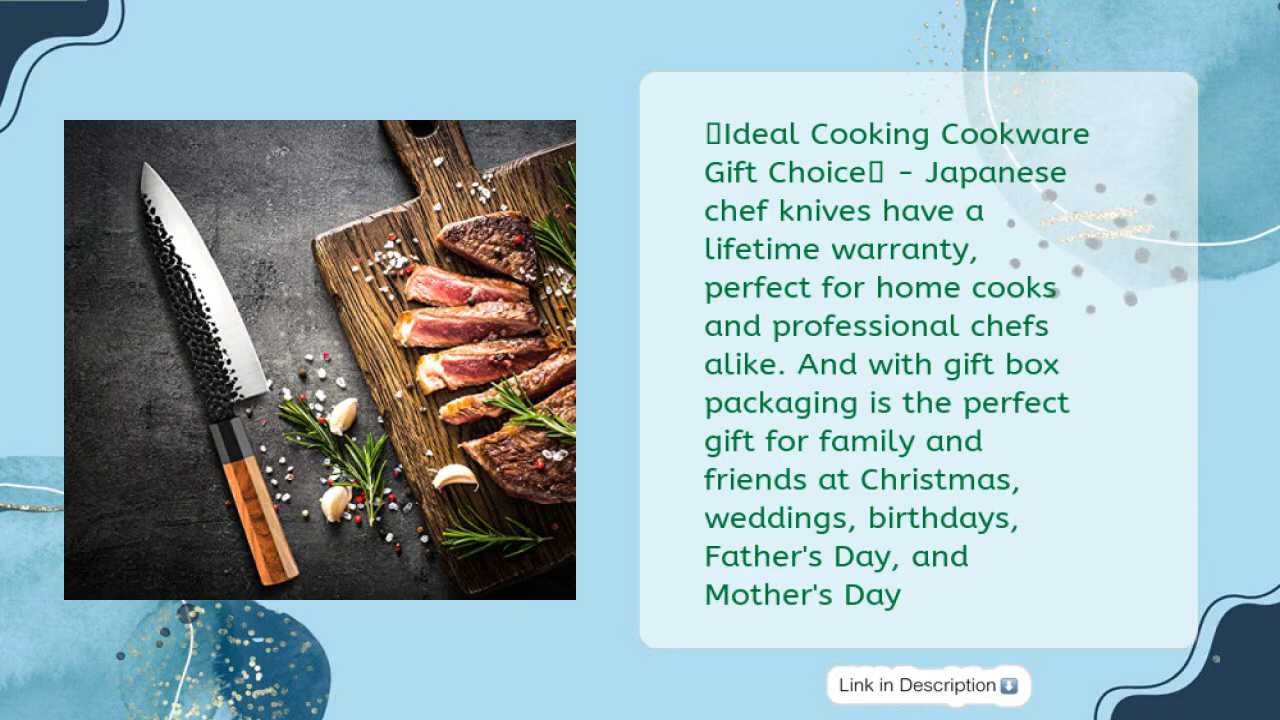 ▯Ideal Cooking Cookware
Gift Choice▯ - Japanese
chef knives have a
lifetime warranty,
perfect for home cooks
and professional chefs
alike. And with gift box
packaging is the perfect
gift for family and
friends at Christmas,
weddings, birthdays,
Father's Day, and
Mother's Day
Link in Description⬇️